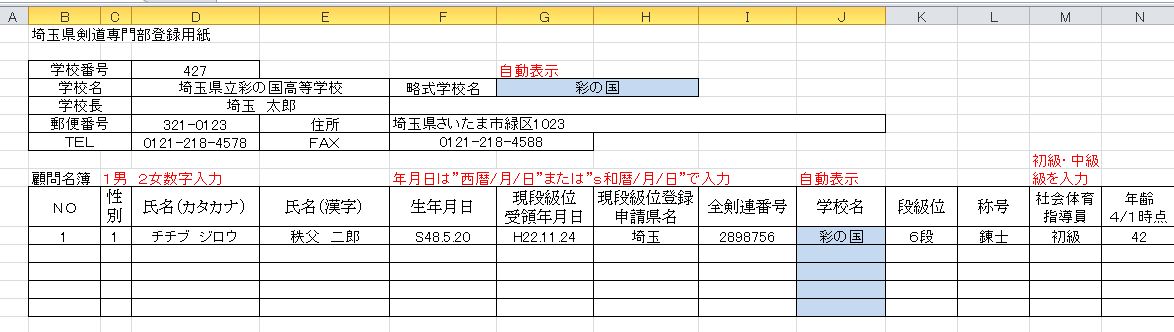 A B C D E F G H I J K L M N
埼玉県剣道専門部登録用紙
学校番号 427 自動表示
学校名 埼玉県立彩の国高等学校 略式学校名 彩の国
学校長 埼玉 太郎
郵便番号 321-0123 住所 埼玉県さいたま市緑区1023
TEL 0121-218-4578 FAX 0121-218-4588
初級・中級
顧問名簿 1男 2女数字入力 年月日は"西暦/月/日"または"s和暦/月/日"で入力 自動表示 級を入力
NO 性別 氏名(カタカナ) 氏名(漢字) 生年月日 現段級位受領年月日 現段級位登録申請県名 全剣連番号 学校名 段級位 称号 社会体育指導員 年齢4/1時点
1 1 チチブ ジロウ 秩父 二郎 S48.5.20 H22.11.24 埼玉 2898756 彩の国 6段 錬士 初級 42